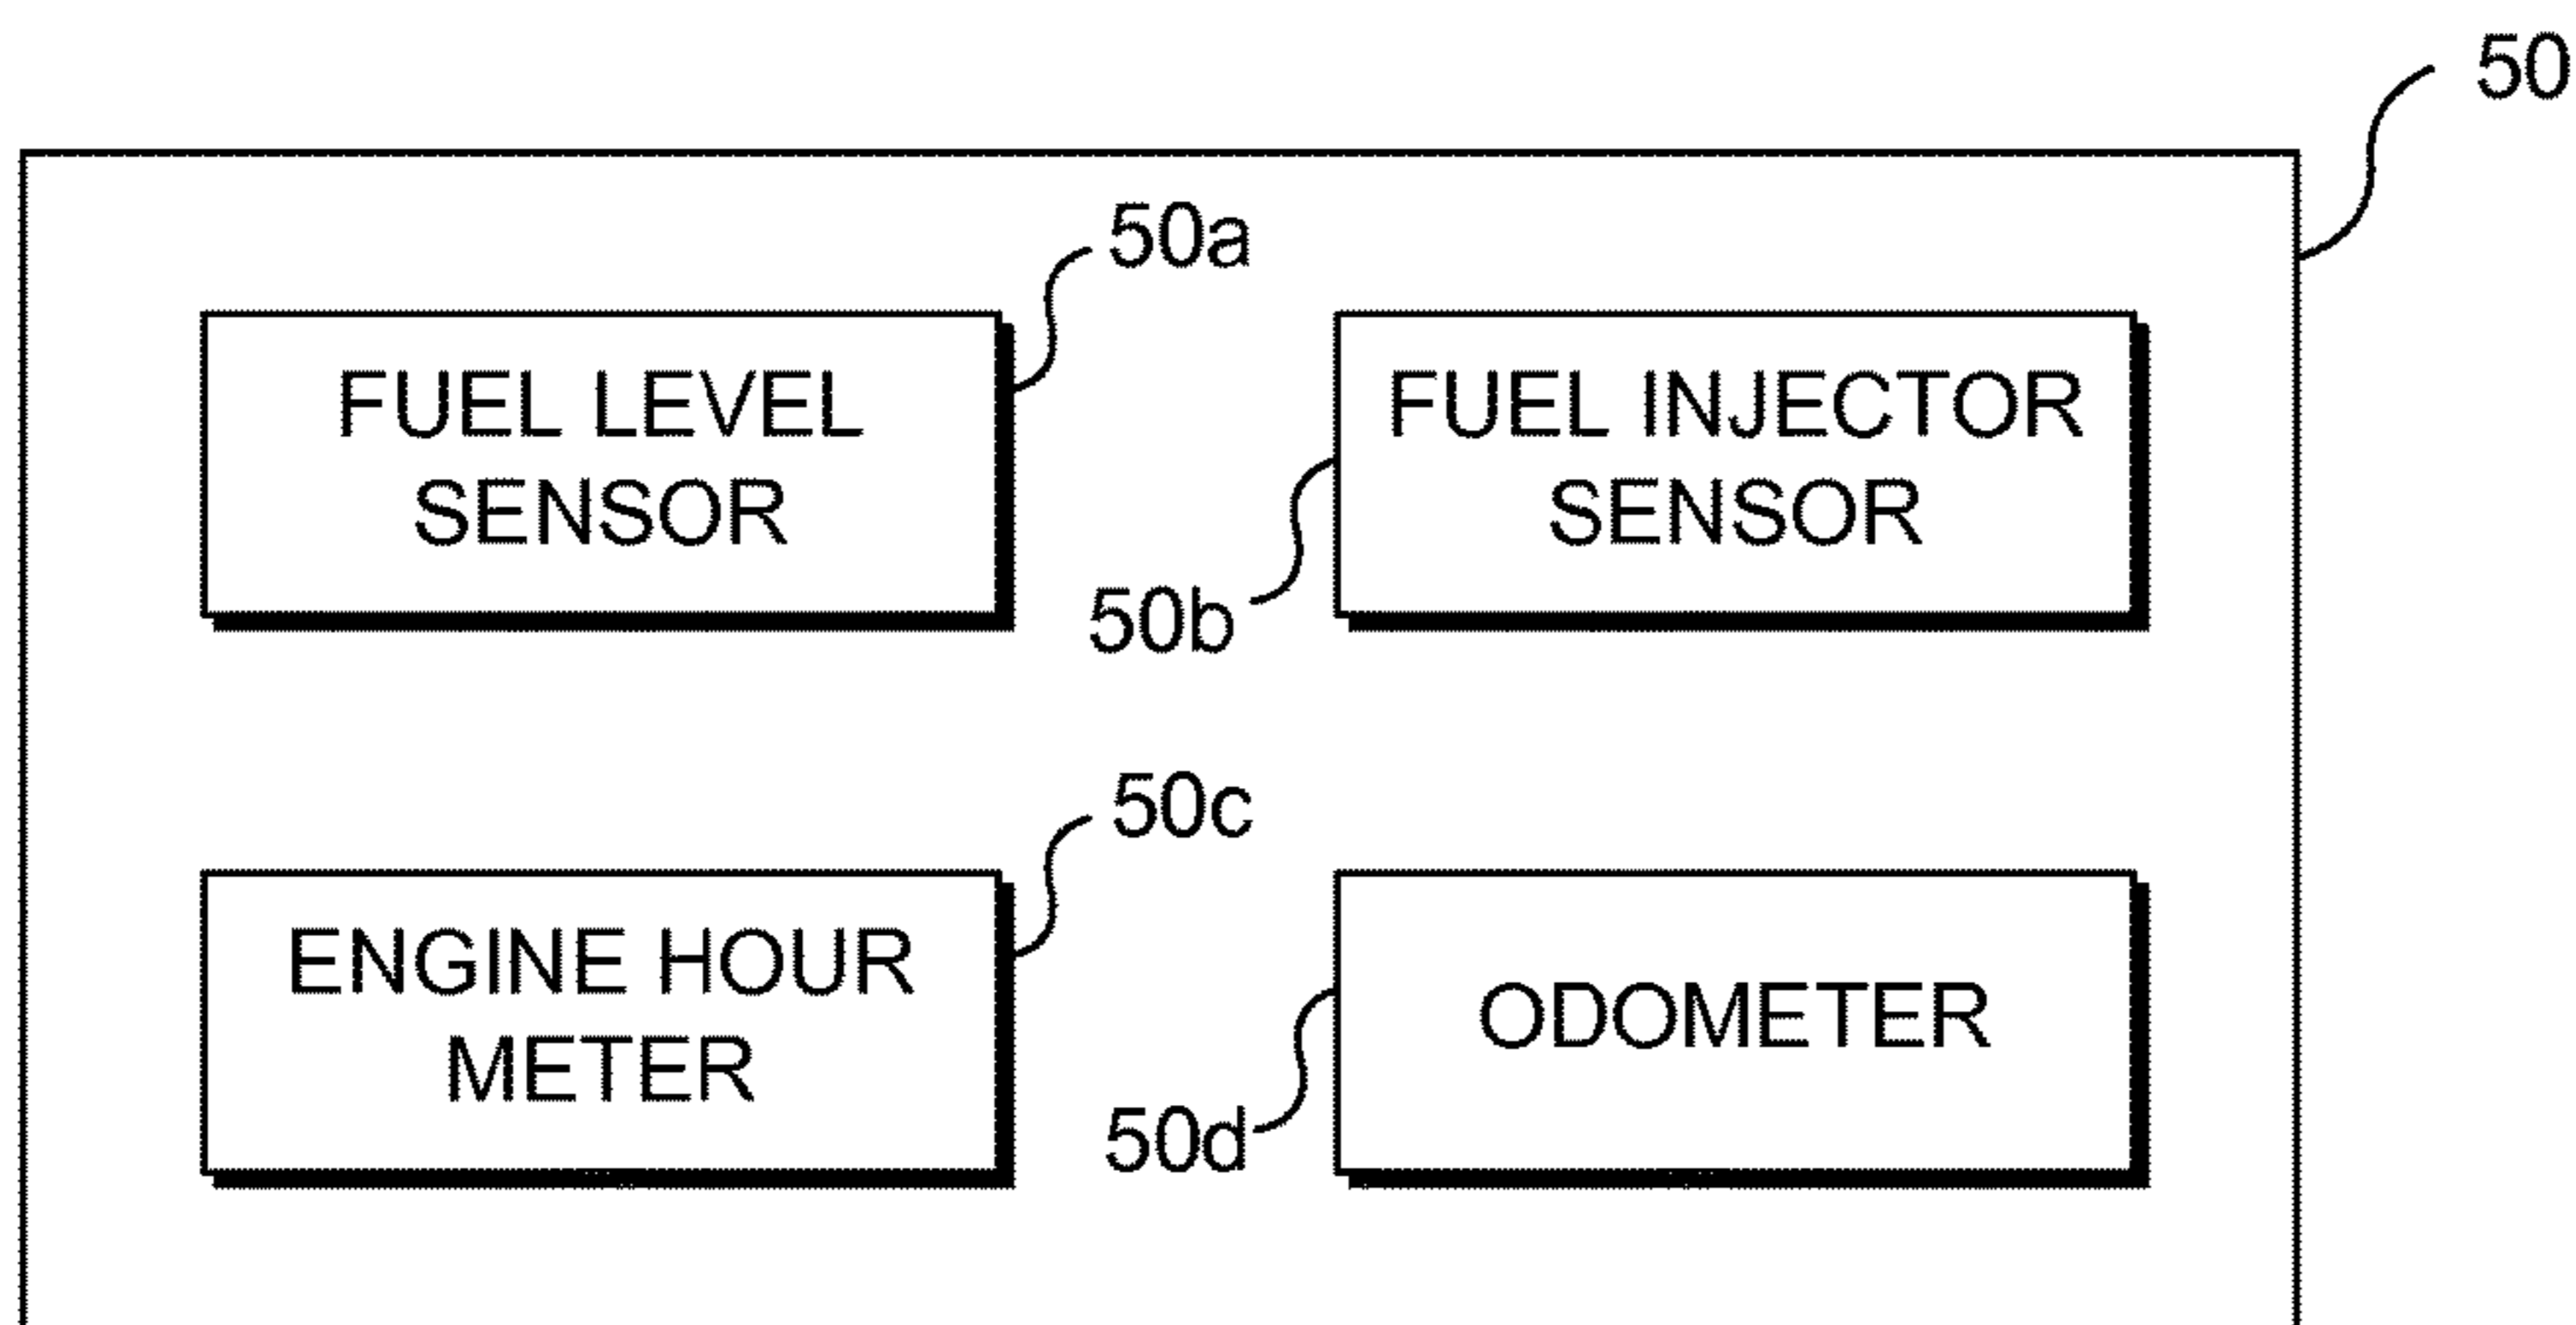 50
50a
FUEL LEVEL
SENSOR
FUEL INJECTOR
SENSOR
50b
50c
ENGINE HOUR
METER
ODOMETER
50d